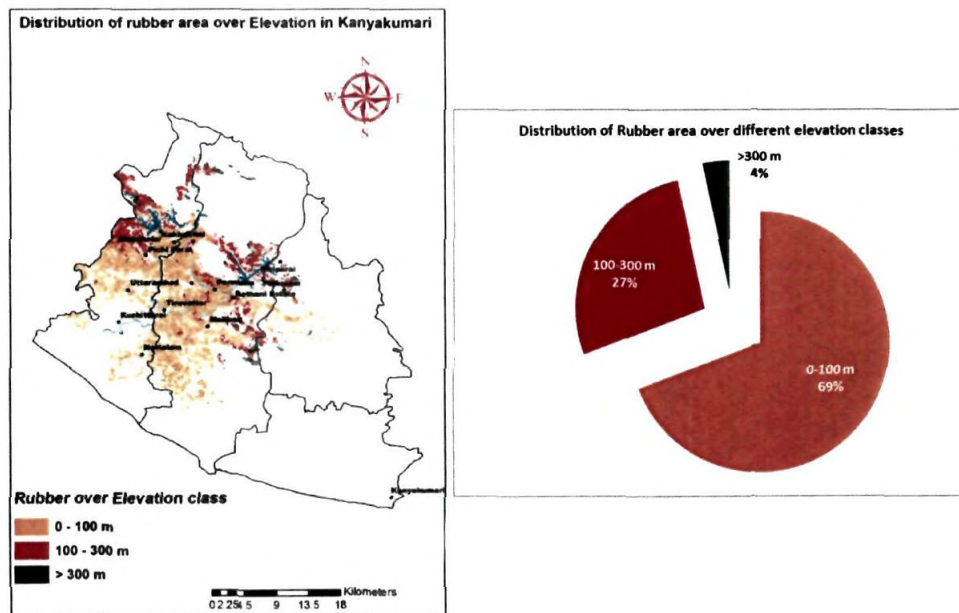 Distribution of rubber area over Elevation in Kanyakumari
N
W
E
S
Kuzhithurai
Kanyakumari
Rubber over Elevation class
0 - 100 m
100 - 300 m
> 300 m
Kilometers
0 2.25 4.5 9 13.5 18
Distribution of Rubber area over different elevation classes
>300 m
4%
100-300 m
27%
0-100 m
69%